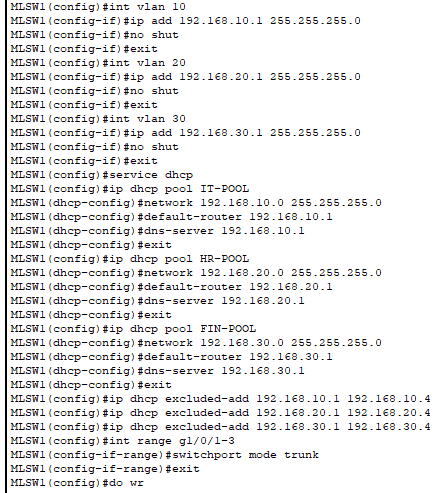 MLSW1(config)#int vlan 10
MLSW1(config-if)#ip add 192.168.10.1 255.255.255.0
MLSW1(config-if)#no shut
MLSW1(config-if)#exit
MLSW1(config)#int vlan 20
MLSW1(config-if)#ip add 192.168.20.1 255.255.255.0
MLSW1(config-if)#no shut
MLSW1(config-if)#exit
MLSW1(config)#int vlan 30
MLSW1(config-if)#ip add 192.168.30.1 255.255.255.0
MLSW1(config-if)#no shut
MLSW1(config-if)#exit
MLSW1(config)#service dhcp
MLSW1(config)#ip dhcp pool IT-POOL
MLSW1(dhcp-config)#network 192.168.10.0 255.255.255.0
MLSW1(dhcp-config)#default-router 192.168.10.1
MLSW1(dhcp-config)#dns-server 192.168.10.1
MLSW1(dhcp-config)#exit
MLSW1(config)#ip dhcp pool HR-POOL
MLSW1(dhcp-config)#network 192.168.20.0 255.255.255.0
MLSW1(dhcp-config)#default-router 192.168.20.1
MLSW1(dhcp-config)#dns-server 192.168.20.1
MLSW1(dhcp-config)#exit
MLSW1(config)#ip dhcp pool FIN-POOL
MLSW1(dhcp-config)#network 192.168.30.0 255.255.255.0
MLSW1(dhcp-config)#default-router 192.168.30.1
MLSW1(dhcp-config)#dns-server 192.168.30.1
MLSW1(dhcp-config)#exit
MLSW1(config)#ip dhcp excluded-add 192.168.10.1 192.168.10.4
MLSW1(config)#ip dhcp excluded-add 192.168.20.1 192.168.20.4
MLSW1(config)#ip dhcp excluded-add 192.168.30.1 192.168.30.4
MLSW1(config)#int range g1/0/1-3
MLSW1(config-if-range)#switchport mode trunk
MLSW1(config-if-range)#exit
MLSW1(config)#do wr